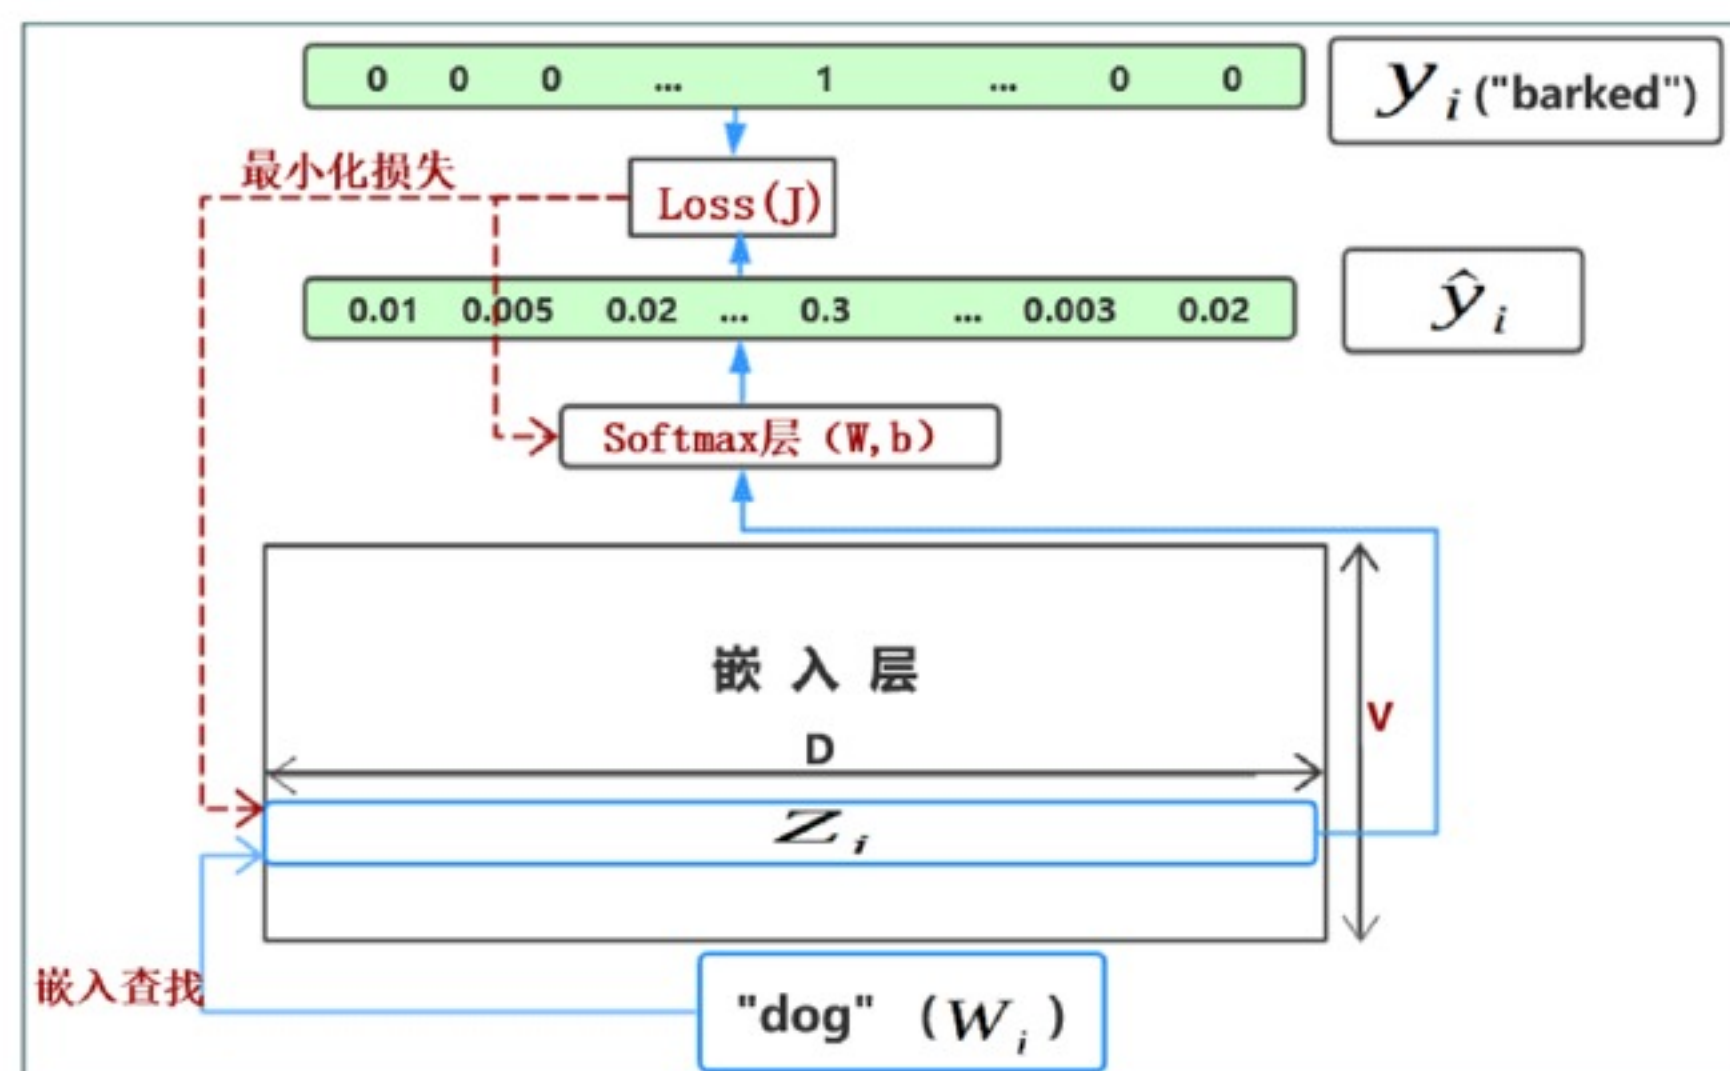 0 0 0 ... 1 ... 0 0
y i ("barked")
最小化损失
Loss(J)
0.01 0.005 0.02 ... 0.3 ... 0.003 0.02
ŷ i
Softmax层（W,b）
嵌 入 层
V
D
Z i
嵌入查找
"dog" (W i)